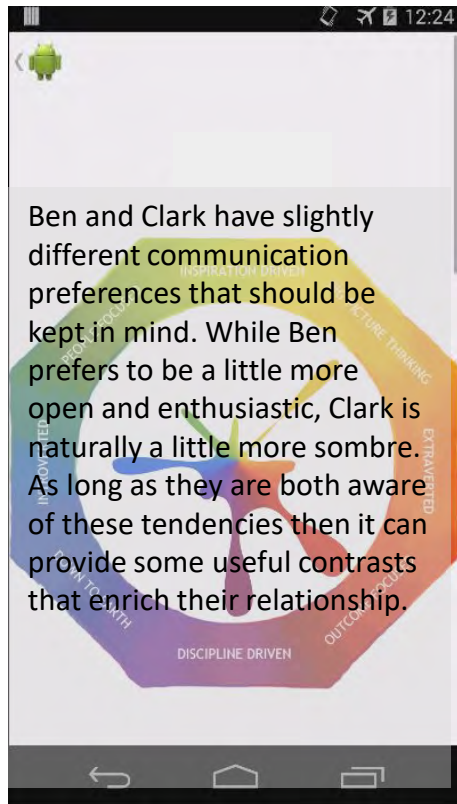 12:24
Ben and Clark have slightly
different communication
INSPIRATION DRIVEN
preferences that should be
kept in mind. While Ben
PEOPLE FOCUSED
BIG PICTURE THINKING
prefers to be a little more
open and enthusiastic, Clark is
INTROVERTED
EXTRAVERTED
naturally a little more sombre.
As long as they are both aware
of these tendencies then it can
provide some useful contrasts
DOWN TO EARTH
OUTCOME FOCUSED
that enrich their relationship.
DISCIPLINE DRIVEN